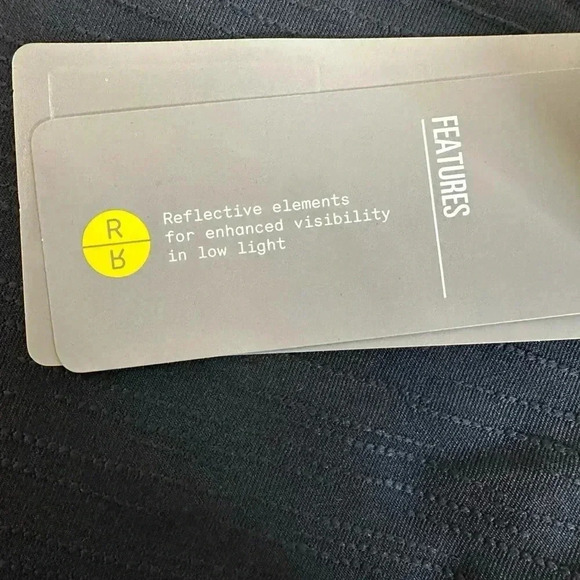 FEATURES
R
R
Reflective elements
for enhanced visibility
in low light